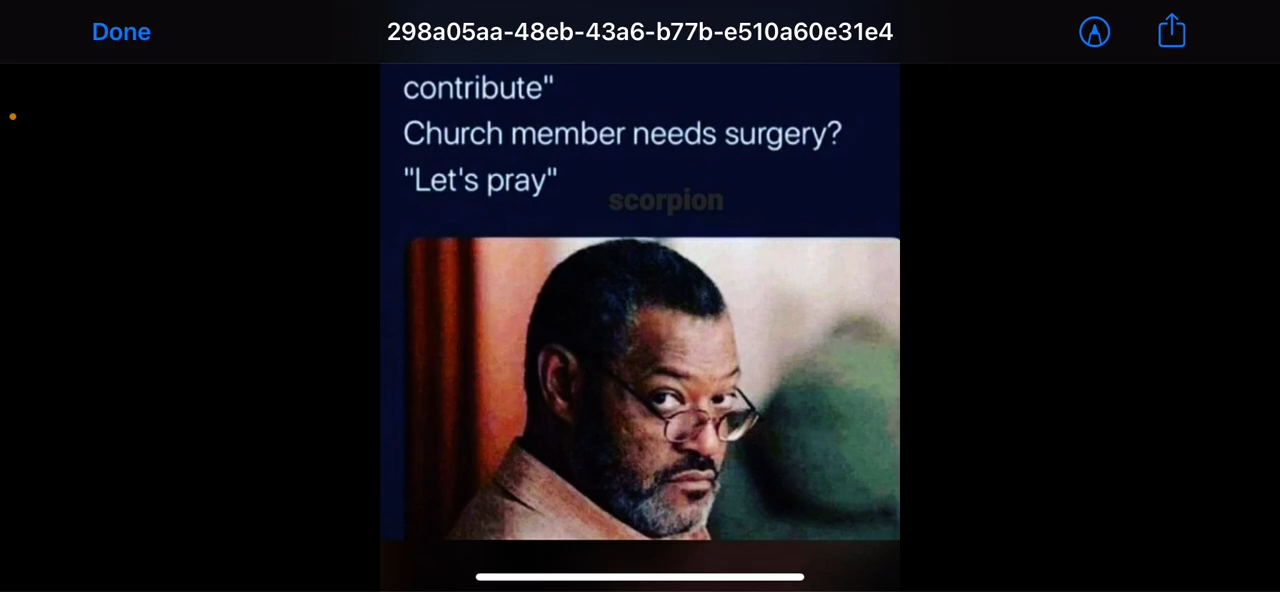 Done
298a05aa-48eb-43a6-b77b-e510a60e31e4
contribute"
Church member needs surgery?
"Let's pray"
scorpion